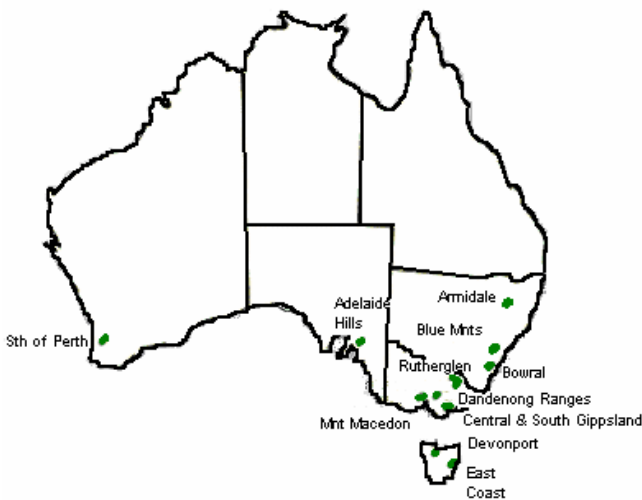 Armidale
Adelaide
Hills
Blue Mnts
Sth of Perth
Rutherglen
Bowral
Dandenong Ranges
Central & South Gippsland
Mnt Macedon
Devonport
East
Coast